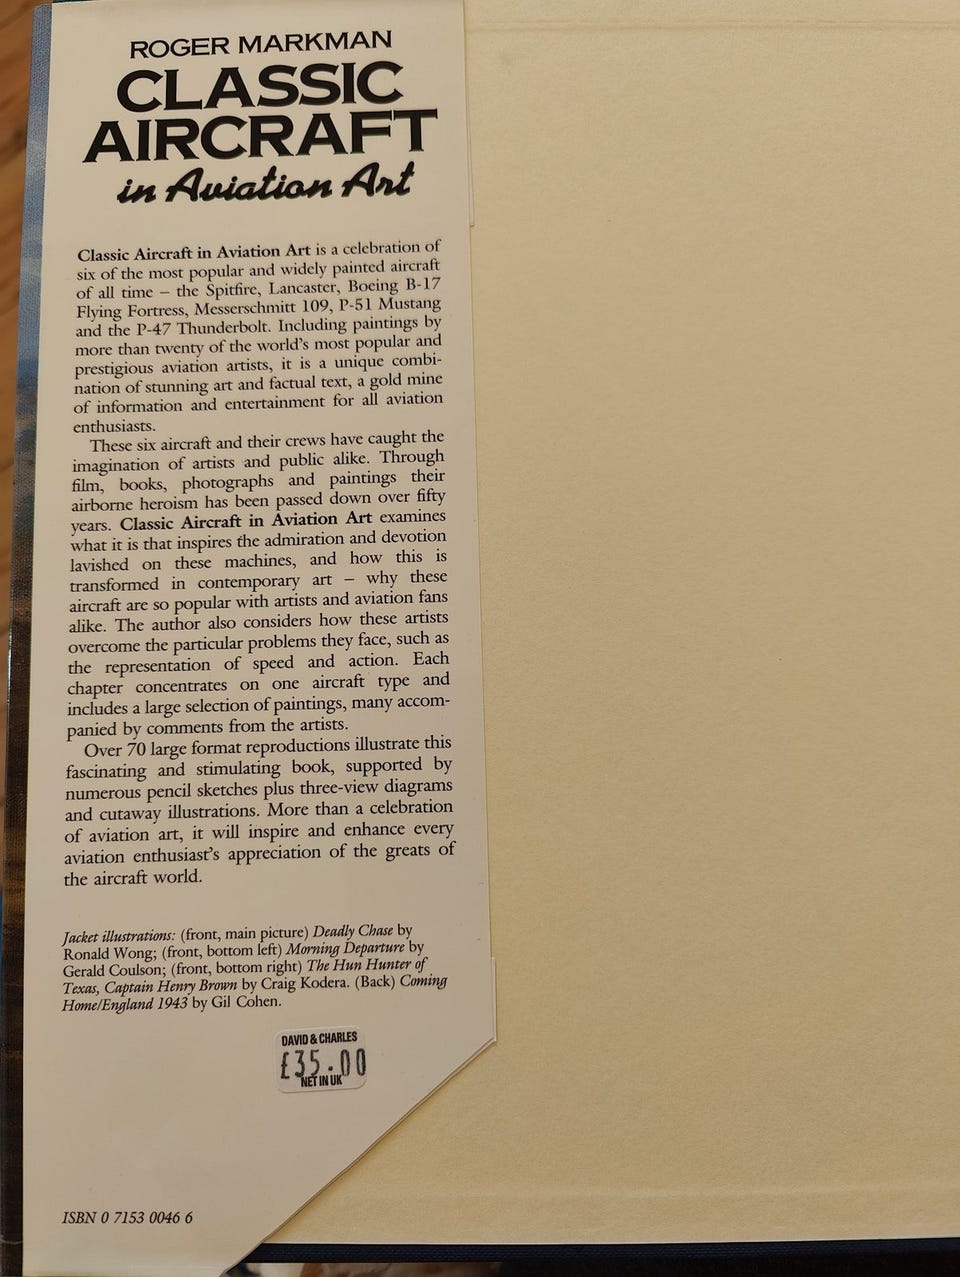 ROGER MARKMAN
CLASSIC
AIRCRAFT
in Aviation Art
Classic Aircraft in Aviation Art is a celebration of
six of the most popular and widely painted aircraft
of all time – the Spitfire, Lancaster, Boeing B-17
Flying Fortress, Messerschmitt 109, P-51 Mustang
and the P-47 Thunderbolt. Including paintings by
more than twenty of the world's most popular and
prestigious aviation artists, it is a unique combi-
nation of stunning art and factual text, a gold mine
of information and entertainment for all aviation
enthusiasts.
These six aircraft and their crews have caught the
imagination of artists and public alike. Through
film, books, photographs and paintings their
airborne heroism has been passed down over fifty
years. Classic Aircraft in Aviation Art examines
what it is that inspires the admiration and devotion
lavished on these machines, and how this is
transformed in contemporary art – why these
aircraft are so popular with artists and aviation fans
alike. The author also considers how these artists
overcome the particular problems they face, such as
the representation of speed and action. Each
chapter concentrates on one aircraft type and
includes a large selection of paintings, many accom-
panied by comments from the artists.
Over 70 large format reproductions illustrate this
fascinating and stimulating book, supported by
numerous pencil sketches plus three-view diagrams
and cutaway illustrations. More than a celebration
of aviation art, it will inspire and enhance every
aviation enthusiast's appreciation of the greats of
the aircraft world.
Jacket illustrations: (front, main picture) Deadly Chase by
Ronald Wong; (front, bottom left) Morning Departure by
Gerald Coulson; (front, bottom right) The Hun Hunter of
Texas, Captain Henry Brown by Craig Kodera. (Back) Coming
Home/England 1943 by Gil Cohen.
DAVID & CHARLES
£35.00
NET IN UK
ISBN 0 7153 0046 6